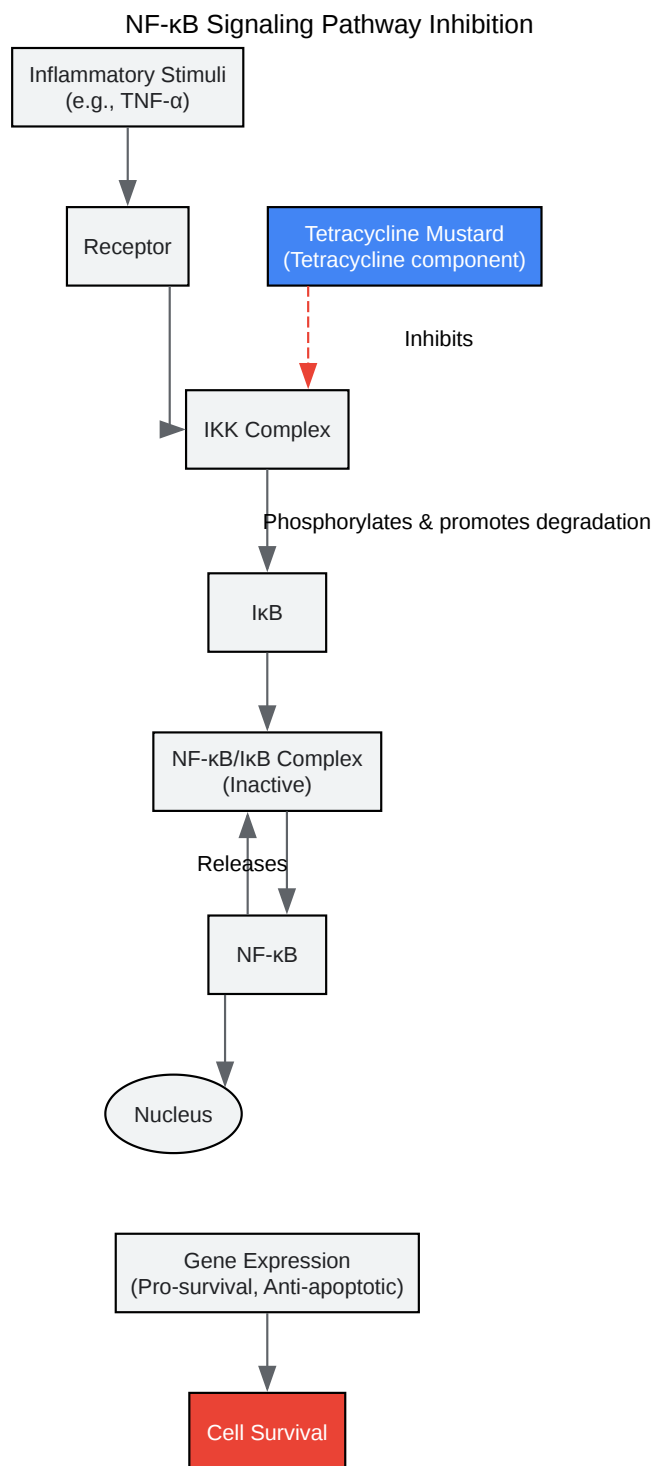 NF-κB Signaling Pathway Inhibition
Inflammatory Stimuli
(e.g., TNF-α)
Receptor
Tetracycline Mustard
(Tetracycline component)
Inhibits
IKK Complex
Phosphorylates & promotes degradation
IκB
NF-κB/IκB Complex
(Inactive)
Releases
NF-κB
Nucleus
Gene Expression
(Pro-survival, Anti-apoptotic)
Cell Survival